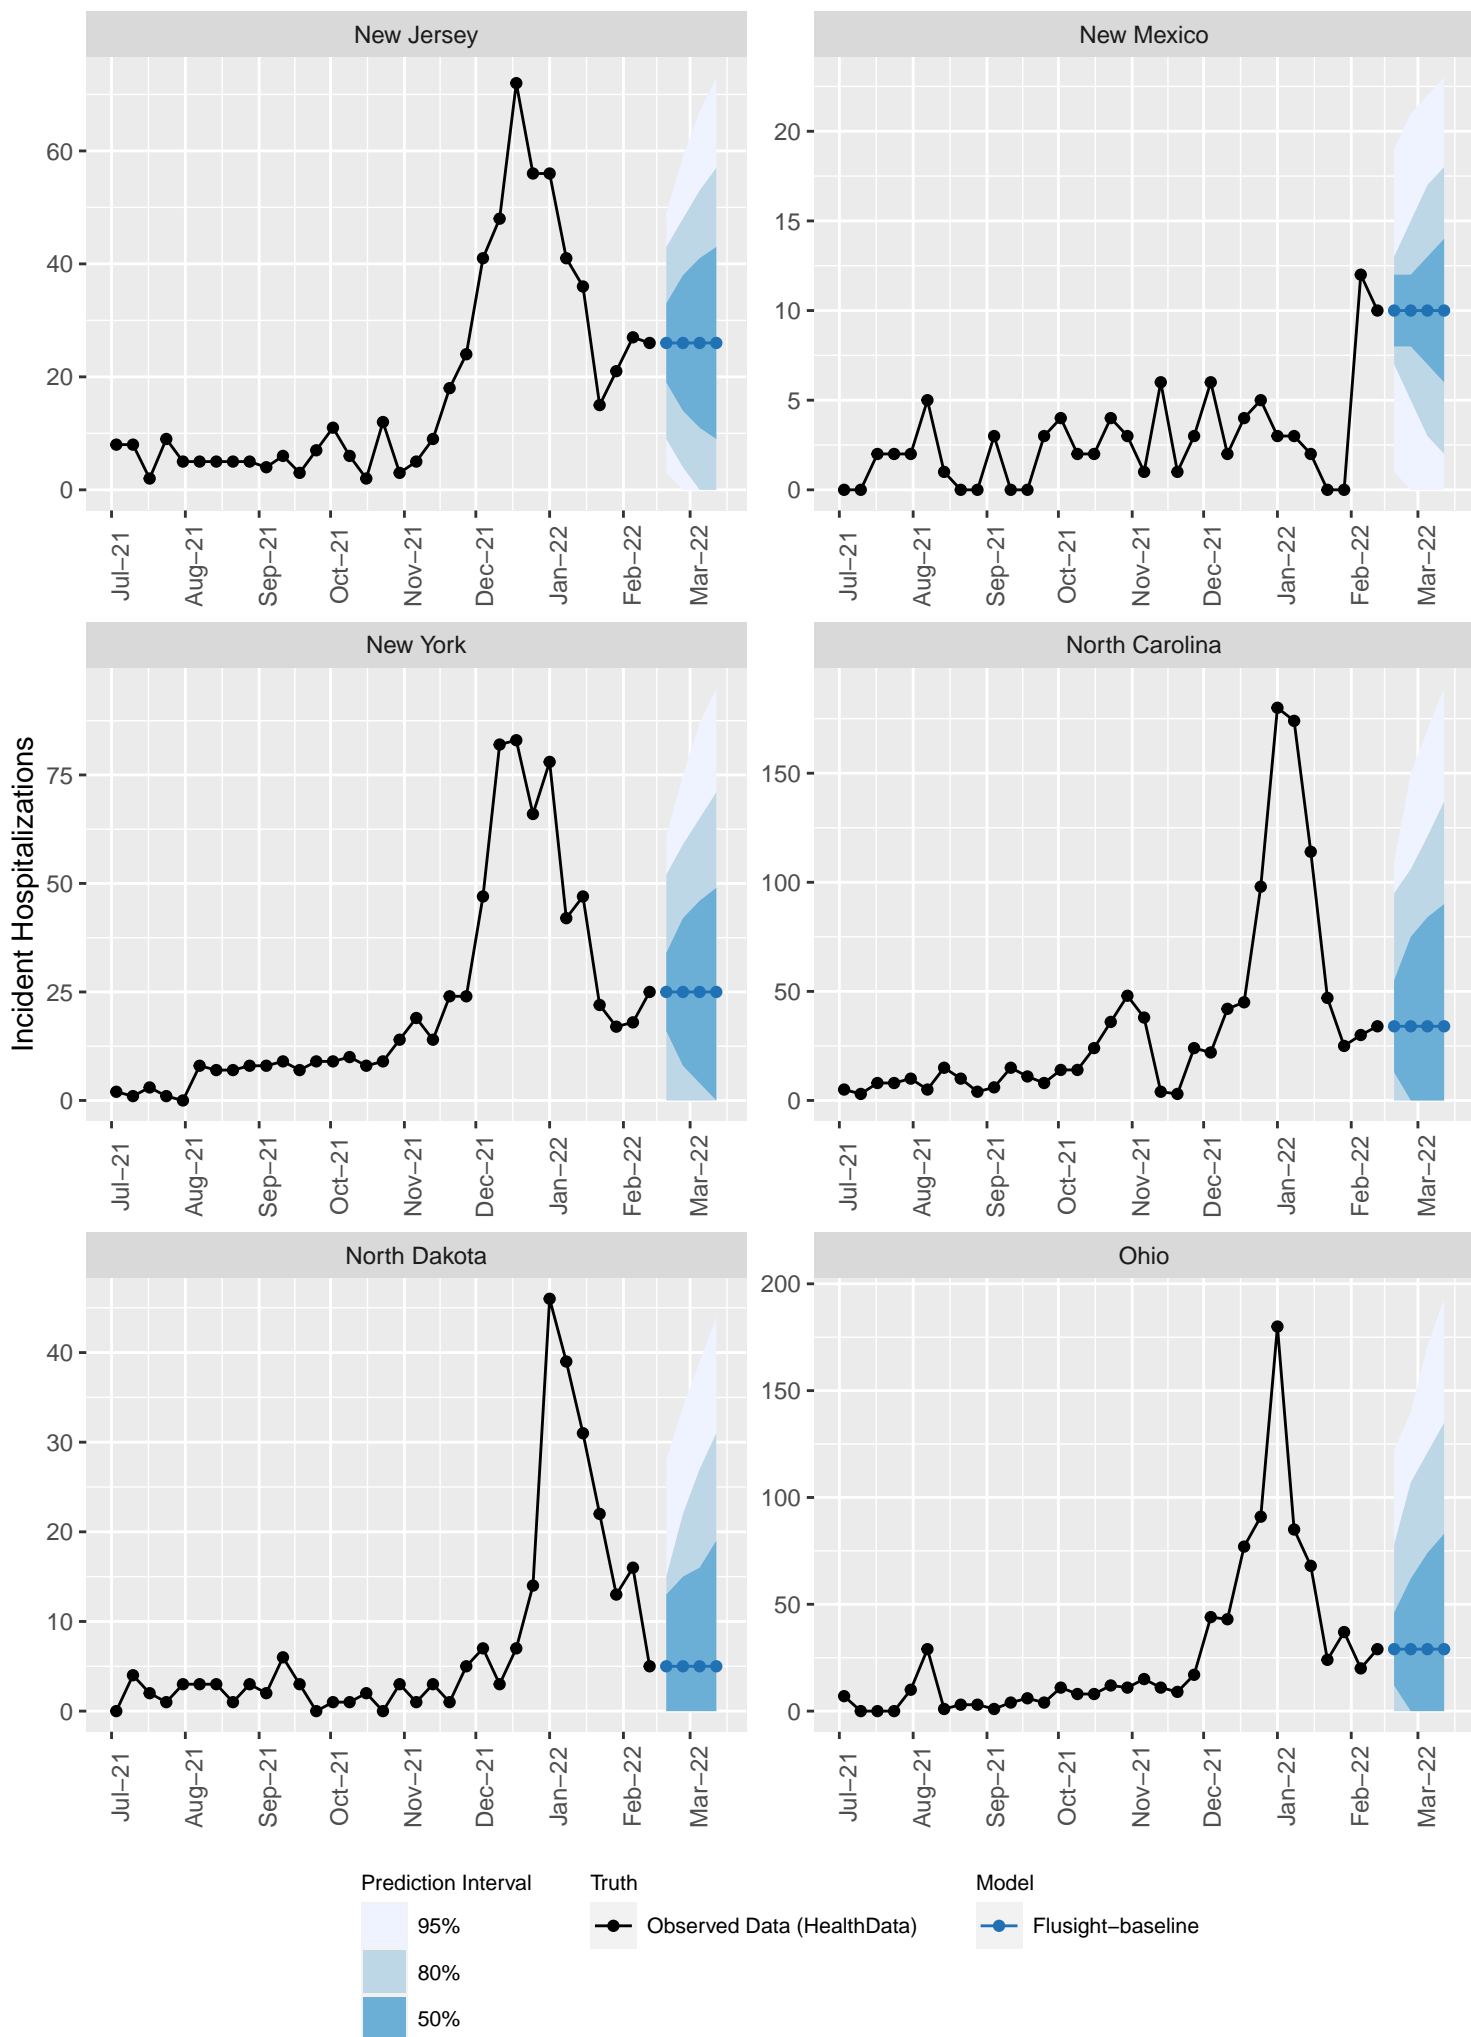 New Jersey
New Mexico
60
40
20
0
20
15
10
5
0
Jul−21
Aug−21
Sep−21
Oct−21
Nov−21
Dec−21
Jan−22
Feb−22
Mar−22
Jul−21
Aug−21
Sep−21
Oct−21
Nov−21
Dec−21
Jan−22
Feb−22
Mar−22
New York
North Carolina
Incident Hospitalizations
75
50
25
0
150
100
50
0
Jul−21
Aug−21
Sep−21
Oct−21
Nov−21
Dec−21
Jan−22
Feb−22
Mar−22
Jul−21
Aug−21
Sep−21
Oct−21
Nov−21
Dec−21
Jan−22
Feb−22
Mar−22
North Dakota
Ohio
40
30
20
10
0
200
150
100
50
0
Jul−21
Aug−21
Sep−21
Oct−21
Nov−21
Dec−21
Jan−22
Feb−22
Mar−22
Jul−21
Aug−21
Sep−21
Oct−21
Nov−21
Dec−21
Jan−22
Feb−22
Mar−22
Prediction Interval
95%
80%
50%
Truth
Observed Data (HealthData)
Model
Flusight−baseline